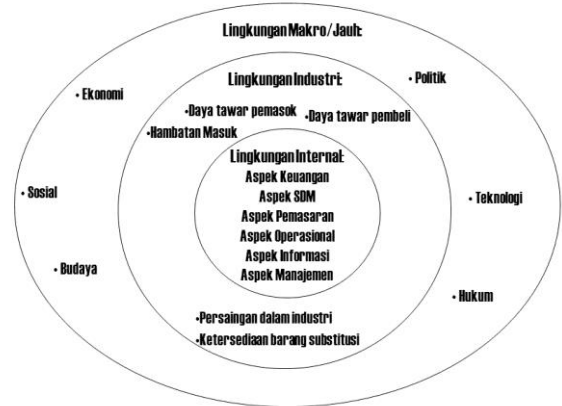 Lingkungan Makro/Jauh:
• Ekonomi
• Politik
Lingkungan Industri:
•Daya tawar pemasok
•Daya tawar pembeli
•Hambatan Masuk
Lingkungan Internal:
Aspek Keuangan
Aspek SDM
Aspek Pemasaran
Aspek Operasional
Aspek Informasi
Aspek Manajemen
• Sosial
• Teknologi
• Budaya
• Hukum
•Persaingan dalam industri
•Ketersediaan barang substitusi